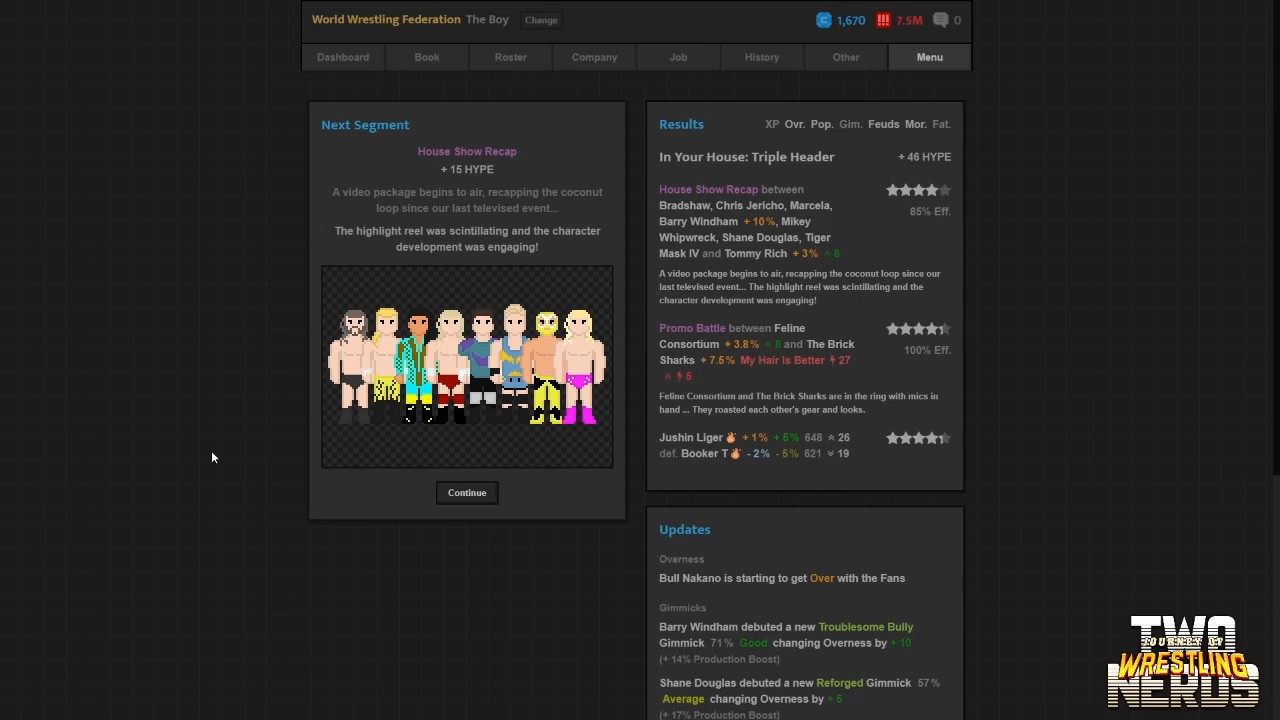 World Wrestling Federation The Boy Change 1,670 7.5M 0
Dashboard Book Roster Company Job History Other Menu
Next Segment
House Show Recap
+ 15 HYPE
A video package begins to air, recapping the coconut
loop since our last televised event...
The highlight reel was scintillating and the character
development was engaging!
Continue
Results XP Ovr. Pop. Gim. Feuds Mor. Fat.
In Your House: Triple Header + 46 HYPE
House Show Recap between
Bradshaw, Chris Jericho, Marcela,
85% Eff.
Barry Windham + 10%, Mikey
Whipwreck, Shane Douglas, Tiger
Mask IV and Tommy Rich + 3% 8
A video package begins to air, recapping the coconut loop since our
last televised event... The highlight reel was scintillating and the
character development was engaging!
Promo Battle between Feline
Consortium + 3.8% 8 and The Brick
100% Eff.
Sharks + 7.5% My Hair Is Better 27
5
Feline Consortium and The Brick Sharks are in the ring with mics in
hand ... They roasted each other's gear and looks.
Jushin Liger + 1% + 5% 648 26
def. Booker T - 2% - 5% 621 19
Updates
Overness
Bull Nakano is starting to get Over with the Fans
Gimmicks
Barry Windham debuted a new Troublesome Bully
Gimmick 71% Good changing Overness by + 10
(+ 14% Production Boost)
Shane Douglas debuted a new Reforged Gimmick 57%
Average changing Overness by + 5
(+ 17% Production Boost)
TWO
JOURNEY OF
WRESTLING
NERDS